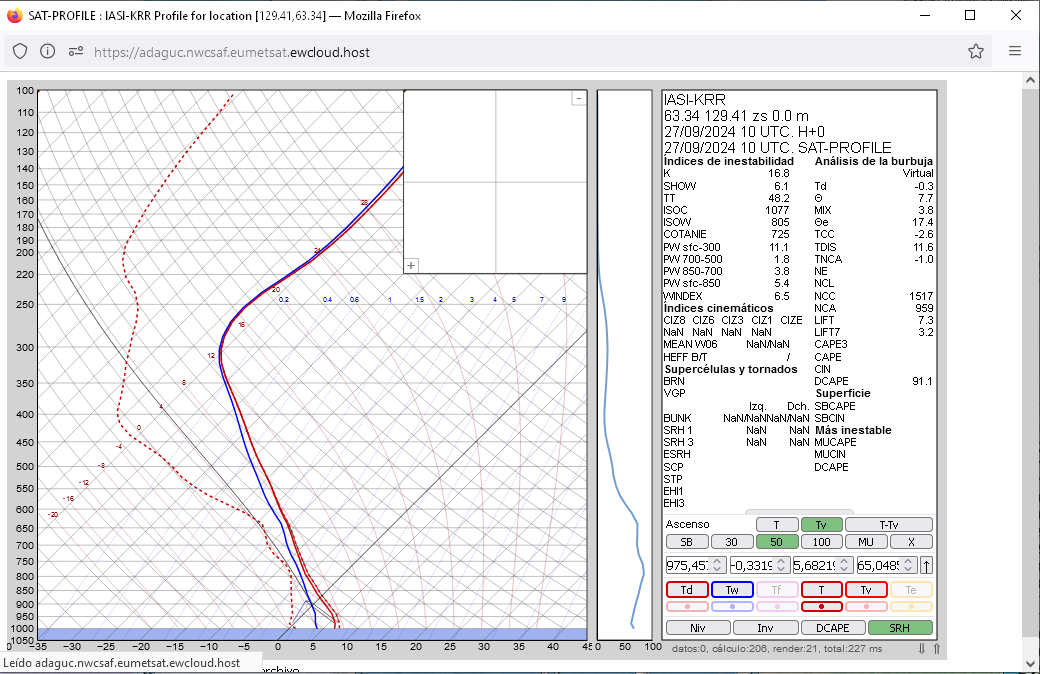 SAT-PROFILE : IASI-KRR Profile for location [129.41,63.34] — Mozilla Firefox
https://adaguc.nwcsaf.eumetsat.ewcloud.host
100
110
120
130
140
150
160
170
180
190
200
220
250
300
350
400
450
500
550
600
650
700
750
800
850
900
950
1000
1050
-35 -30 -25 -20 -15 -10 -5 0 5 10 15 20 25 30 35 40 45
0.2 0.4 0.6 1 1.5 2 3 4 5 7 9
28
24
20
16
12
8
4
0
-4
-8
-12
-16
-20
− +
0 50 100
IASI-KRR
63.34 129.41 zs 0.0 m
27/09/2024 10 UTC. H+0
27/09/2024 10 UTC. SAT-PROFILE
Índices de inestabilidad Análisis de la burbuja
K 16.8 Virtual
SHOW 6.1 Td -0.3
TT 48.2 Θ 7.7
ISOC 1077 MIX 3.8
ISOW 805 Θe 17.4
COTANIE 725 TCC -2.6
PW sfc-300 11.1 TDIS 11.6
PW 700-500 1.8 TNCA -1.0
PW 850-700 3.8 NE
PW sfc-850 5.4 NCL
WINDEX 6.5 NCC 1517
Índices cinemáticos NCA 959
CIZ8 CIZ6 CIZ3 CIZ1 CIZE LIFT 7.3
NaN NaN NaN NaN LIFT7 3.2
MEAN W06 NaN/NaN CAPE3
HEFF B/T / CAPE
Supercélulas y tornados CIN
BRN DCAPE 91.1
VGP Superficie
Izq. Dch. SBCAPE
BUNK NaN/NaN NaN/NaN SBCIN
SRH 1 NaN NaN Más inestable
SRH 3 NaN NaN MUCAPE
ESRH MUCIN
SCP DCAPE
STP
EHI1
EHI3
Ascenso T Tv T-Tv
SB 30 50 100 MU X
975,457 -0,3319 5,68219 65,0485 ↑
Td Tw Tf T Tv Te
Niv Inv DCAPE SRH
datos:0, cálculo:206, render:21, total:227 ms
Leído adaguc.nwcsaf.eumetsat.ewcloud.host